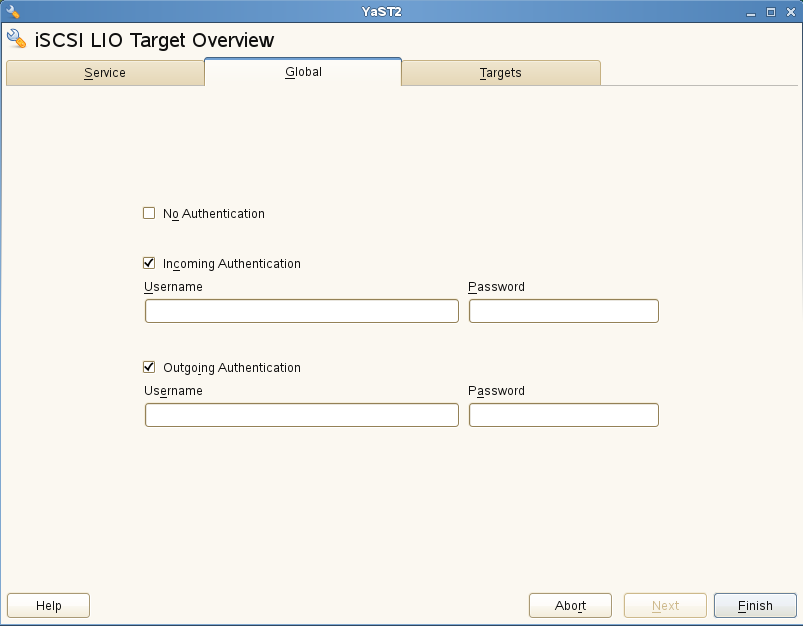 YaST2
iSCSI LIO Target Overview
Service Global Targets
No Authentication
Incoming Authentication
Username Password
Outgoing Authentication
Username Password
Help Abort Next Finish